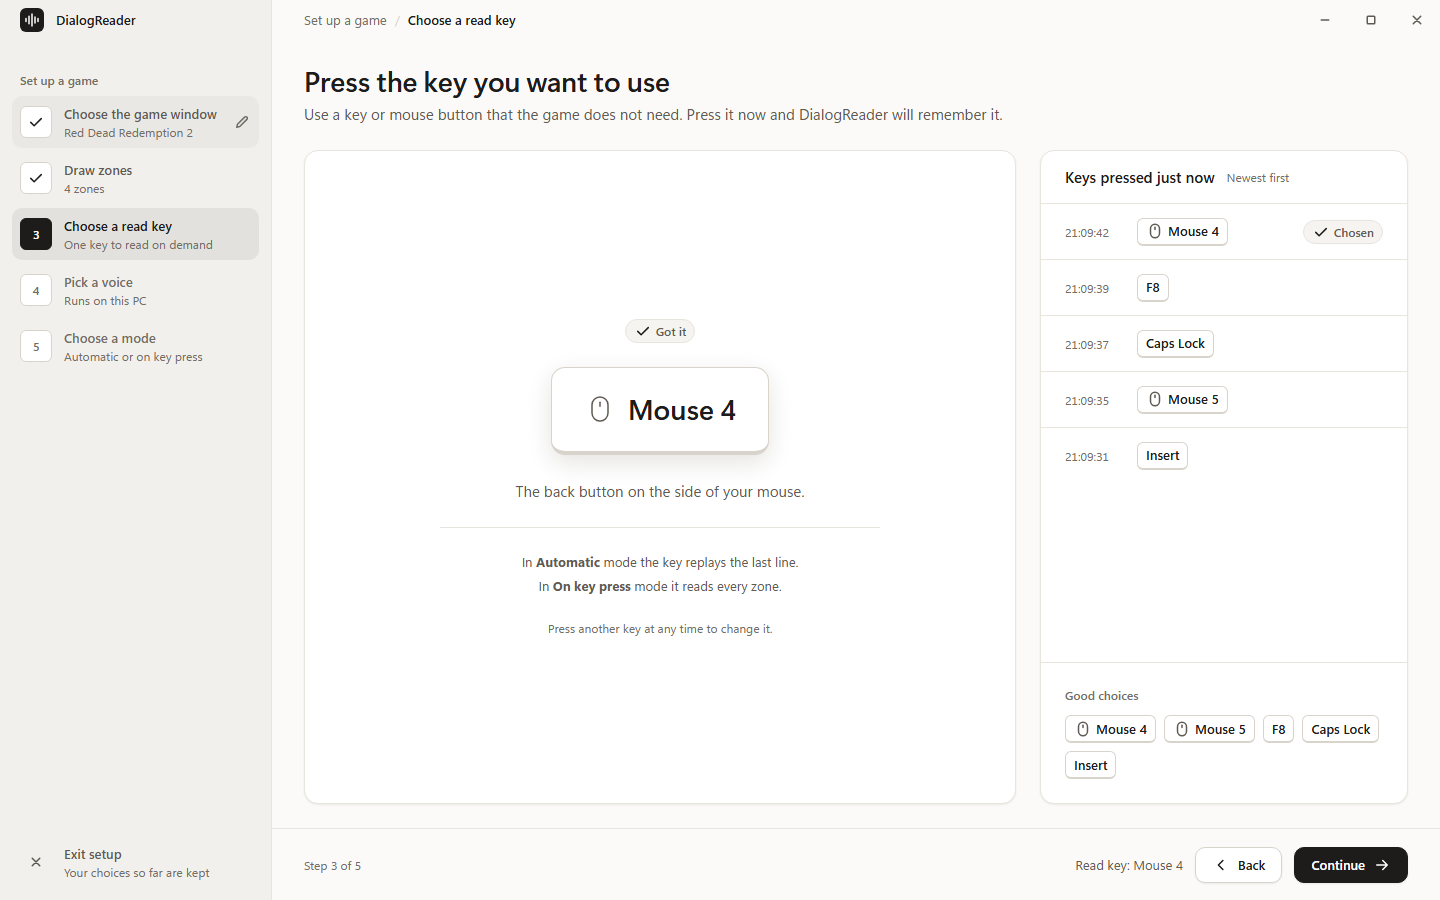 DialogReader
Set up a game / Choose a read key
Set up a game
Choose the game window
Red Dead Redemption 2
Draw zones
4 zones
3
Choose a read key
One key to read on demand
4
Pick a voice
Runs on this PC
5
Choose a mode
Automatic or on key press
Exit setup
Your choices so far are kept
Press the key you want to use
Use a key or mouse button that the game does not need. Press it now and DialogReader will remember it.
Got it
Mouse 4
The back button on the side of your mouse.
In Automatic mode the key replays the last line.
In On key press mode it reads every zone.
Press another key at any time to change it.
Keys pressed just now Newest first
21:09:42 Mouse 4 Chosen
21:09:39 F8
21:09:37 Caps Lock
21:09:35 Mouse 5
21:09:31 Insert
Good choices
Mouse 4 Mouse 5 F8 Caps Lock
Insert
Step 3 of 5
Read key: Mouse 4
Back
Continue